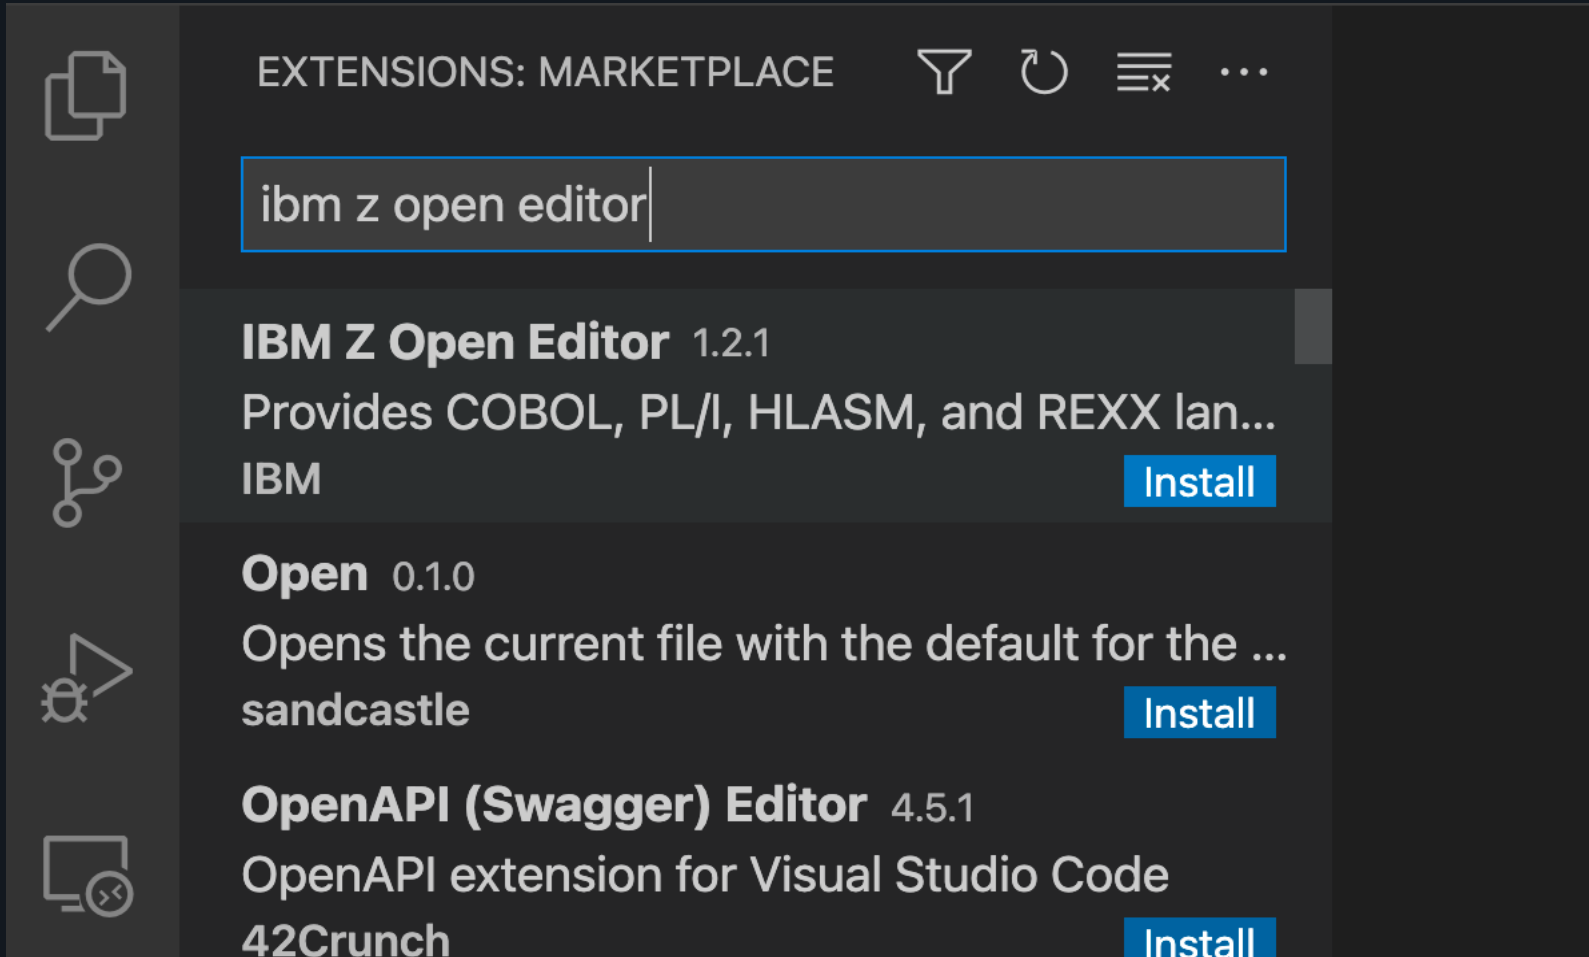 EXTENSIONS: MARKETPLACE
ibm z open editor
IBM Z Open Editor 1.2.1
Provides COBOL, PL/I, HLASM, and REXX lan...
IBM
Install
Open 0.1.0
Opens the current file with the default for the ...
sandcastle
Install
OpenAPI (Swagger) Editor 4.5.1
OpenAPI extension for Visual Studio Code
42Crunch
Install